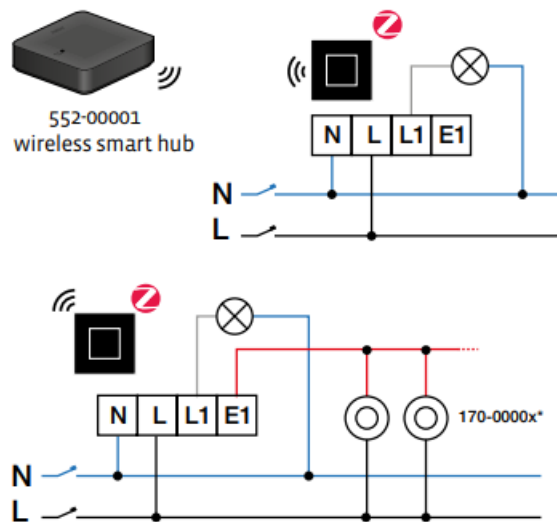 552-00001
wireless smart hub
N L L1 E1
N
L
N L L1 E1
170-0000x*
N
L